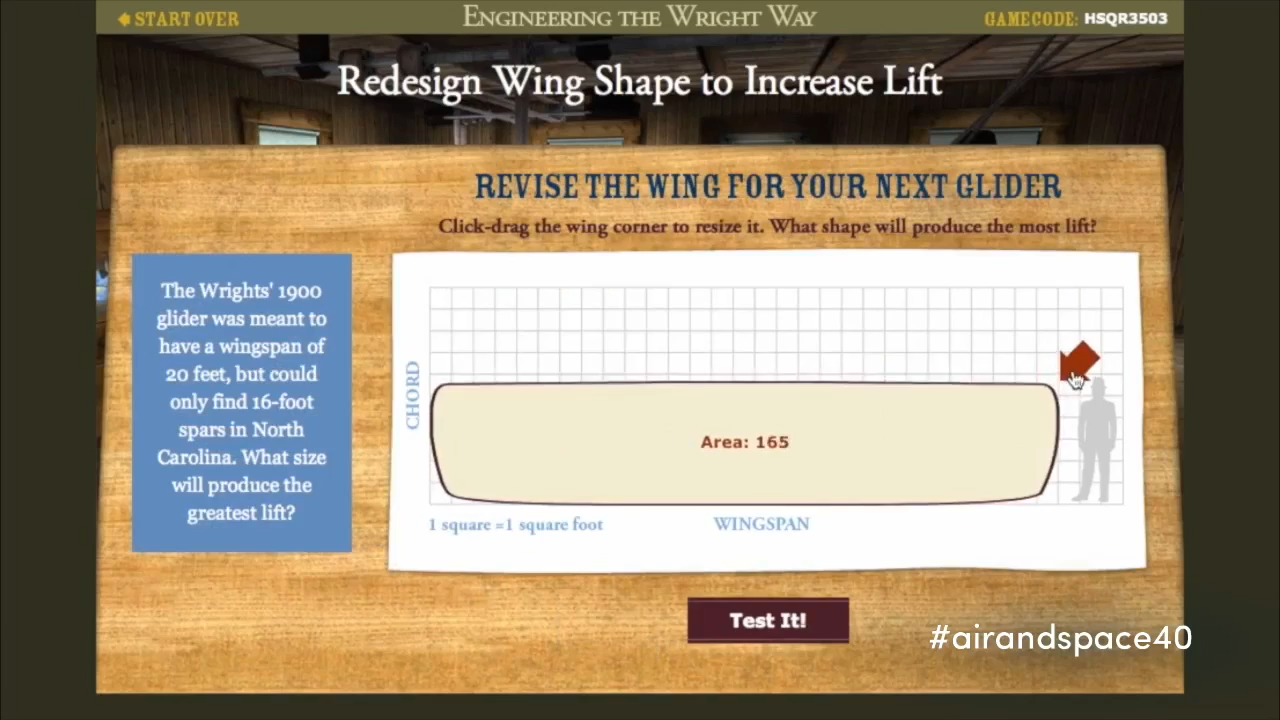 START OVER
ENGINEERING THE WRIGHT WAY
GAMECODE: HSQR3503
Redesign Wing Shape to Increase Lift
REVISE THE WING FOR YOUR NEXT GLIDER
Click-drag the wing corner to resize it. What shape will produce the most lift?
The Wrights' 1900
glider was meant to
have a wingspan of
20 feet, but could
only find 16-foot
spars in North
Carolina. What size
will produce the
greatest lift?
CHORD
Area: 165
1 square =1 square foot
WINGSPAN
Test It!
#airandspace40